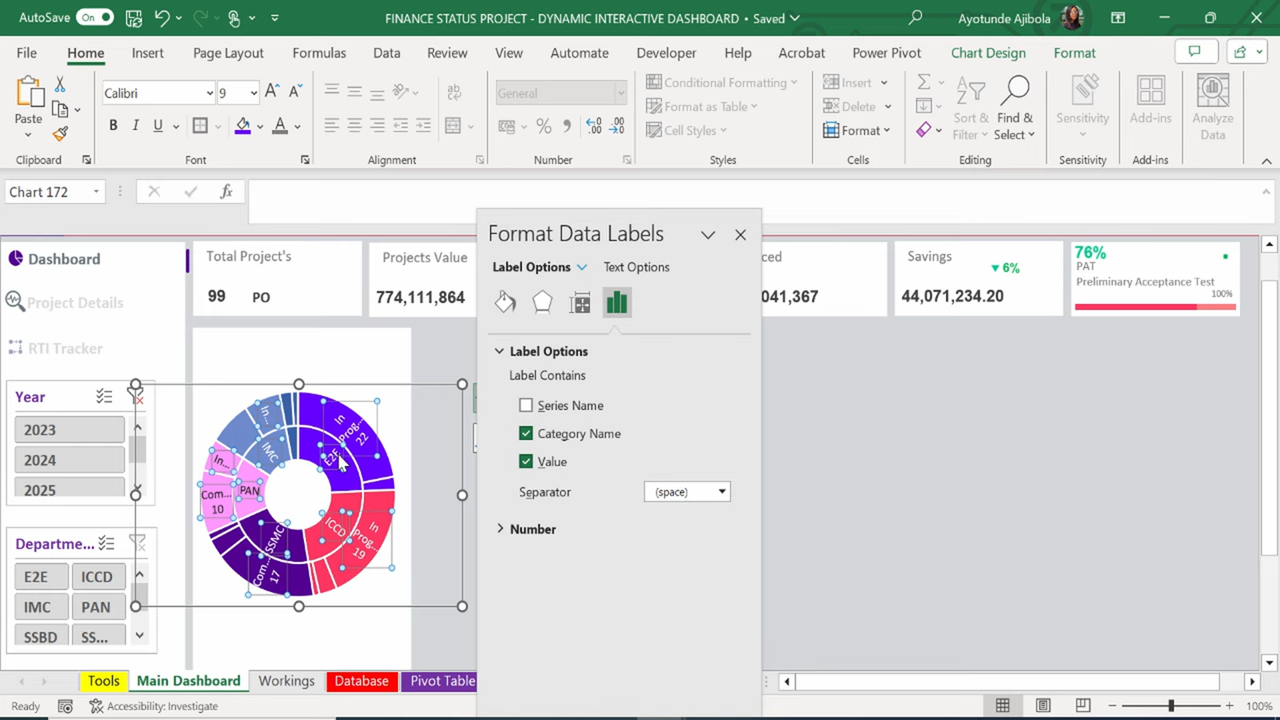 AutoSave On FINANCE STATUS PROJECT - DYNAMIC INTERACTIVE DASHBOARD • Saved Ayotunde Ajibola
File Home Insert Page Layout Formulas Data Review View Automate Developer Help Acrobat Power Pivot Chart Design Format
Paste
Calibri 9
B I U A
Clipboard
Font
Alignment
General
Number
Conditional Formatting
Format as Table
Cell Styles
Styles
Insert
Delete
Format
Cells
Sort & Filter
Find & Select
Editing
Sensitivity
Sensitivity
Add-ins
Add-ins
Analyze Data
Chart 172 fx
Dashboard
Project Details
RTI Tracker
Total Project's
99 PO
Projects Value
774,111,864
ced
041,367
Savings
6%
44,071,234.20
76%
PAT
Preliminary Acceptance Test
100%
Year
2023
2024
2025
Departme...
E2E ICCD
IMC PAN
SSBD SS...
In Prog... 22
E2E
In Prog... 19
ICCD
Com... 17
SSMC
Com... 10
In...
PAN
In...
IMC
Format Data Labels
Label Options Text Options
Label Options
Label Contains
Series Name
Category Name
Value
Separator (space)
Number
Tools Main Dashboard Workings Database Pivot Table
Ready Accessibility: Investigate 100%